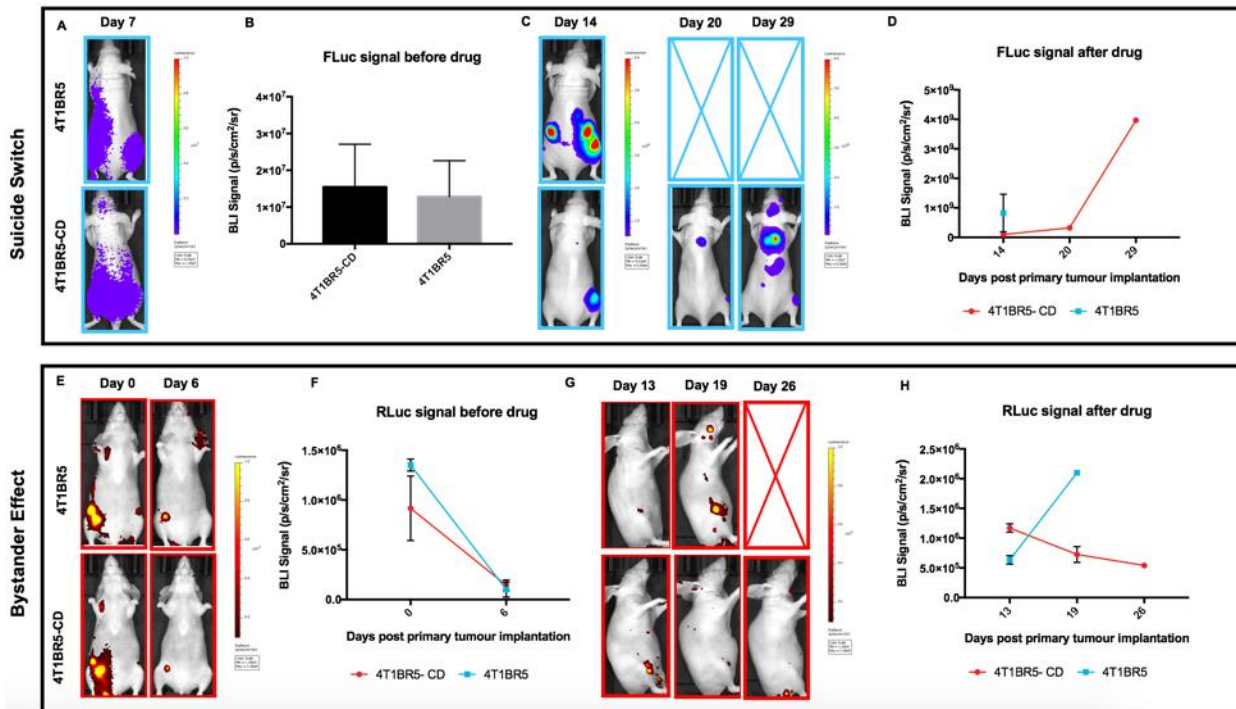 Suicide Switch
A
Day 7
4T1BR5
4T1BR5-CD
B
FLuc signal before drug
BLI Signal (p/s/cm²/sr)
4×10⁷
3×10⁷
2×10⁷
1×10⁷
0
4T1BR5-CD
4T1BR5
C
Day 14
Day 20
Day 29
D
FLuc signal after drug
BLI Signal (p/s/cm2/sr)
5×10⁹
4×10⁹
3×10⁹
2×10⁹
1×10⁹
0
14
20
29
Days post primary tumour implantation
4T1BR5- CD
4T1BR5
Bystander Effect
E
Day 0
Day 6
4T1BR5
4T1BR5-CD
F
RLuc signal before drug
BLI Signal (p/s/cm2/sr)
1.5×10⁶
1.0×10⁶
5.0×10⁵
0.0
0
6
Days post primary tumour implantation
4T1BR5- CD
4T1BR5
G
Day 13
Day 19
Day 26
H
RLuc signal after drug
BLI Signal (p/s/cm2/sr)
2.5×10⁶
2.0×10⁶
1.5×10⁶
1.0×10⁶
5.0×10⁵
0.0
13
19
26
Days post primary tumour implantation
4T1BR5- CD
4T1BR5